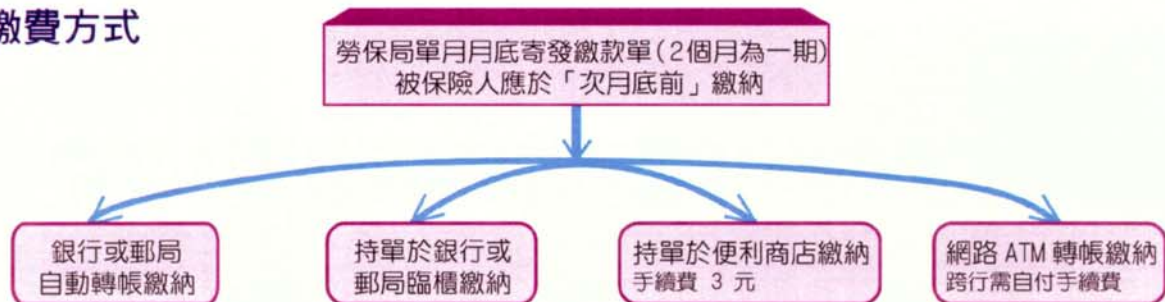 繳費方式
勞保局單月月底寄發繳款單(2個月為一期)
被保險人應於「次月底前」繳納
銀行或郵局
自動轉帳繳納
持單於銀行或
郵局臨櫃繳納
持單於便利商店繳納
手續費 3 元
網路 ATM 轉帳繳納
跨行需自付手續費